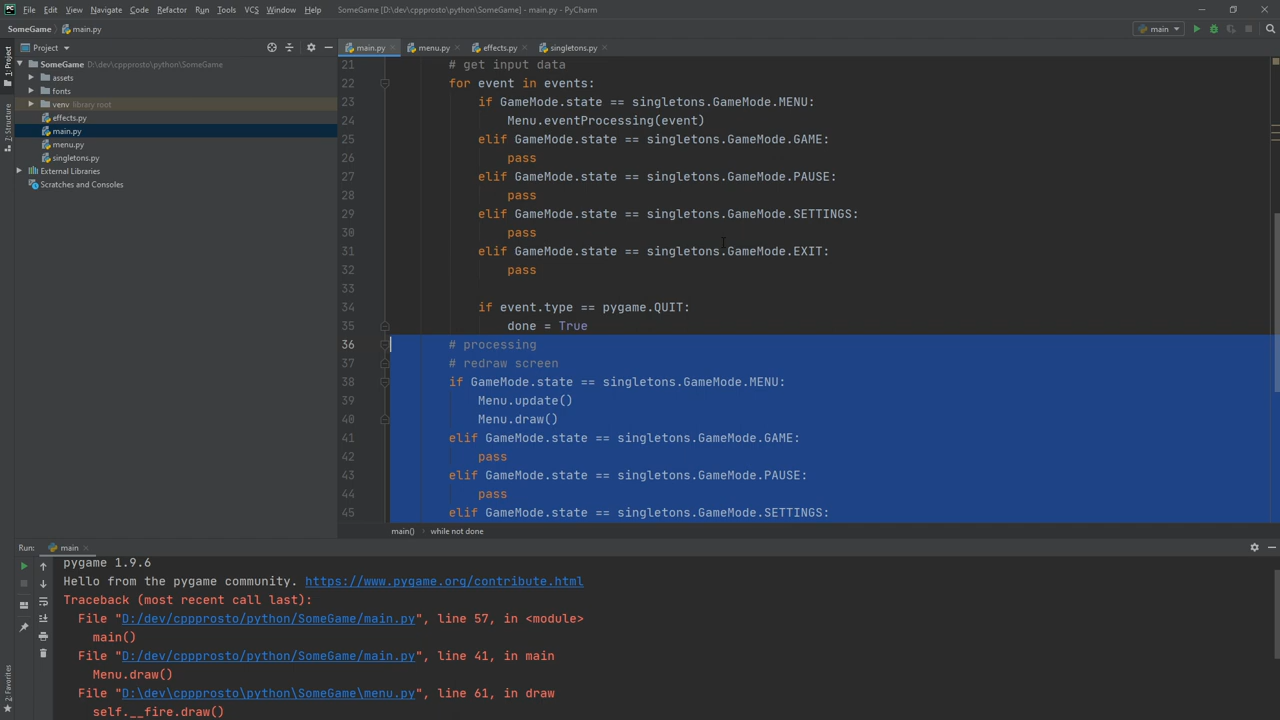 File Edit View Navigate Code Refactor Run Tools VCS Window Help SomeGame [D:\dev\cppprosto\python\SomeGame] - main.py - PyCharm
SomeGame main.py main
Project main.py menu.py effects.py singletons.py
1: Project
7: Structure
2: Favorites
SomeGame D:\dev\cppprosto\python\SomeGame
assets
fonts
venv library root
effects.py
main.py
menu.py
singletons.py
External Libraries
Scratches and Consoles
21 # get input data
22 for event in events:
23 if GameMode.state == singletons.GameMode.MENU:
24 Menu.eventProcessing(event)
25 elif GameMode.state == singletons.GameMode.GAME:
26 pass
27 elif GameMode.state == singletons.GameMode.PAUSE:
28 pass
29 elif GameMode.state == singletons.GameMode.SETTINGS:
30 pass
31 elif GameMode.state == singletons.GameMode.EXIT:
32 pass
33
34 if event.type == pygame.QUIT:
35 done = True
36 # processing
37 # redraw screen
38 if GameMode.state == singletons.GameMode.MENU:
39 Menu.update()
40 Menu.draw()
41 elif GameMode.state == singletons.GameMode.GAME:
42 pass
43 elif GameMode.state == singletons.GameMode.PAUSE:
44 pass
45 elif GameMode.state == singletons.GameMode.SETTINGS:
main() while not done
Run: main
pygame 1.9.6
Hello from the pygame community. https://www.pygame.org/contribute.html
Traceback (most recent call last):
File "D:/dev/cppprosto/python/SomeGame/main.py", line 57, in <module>
main()
File "D:/dev/cppprosto/python/SomeGame/main.py", line 41, in main
Menu.draw()
File "D:\dev\cppprosto\python\SomeGame\menu.py", line 61, in draw
self.__fire.draw()